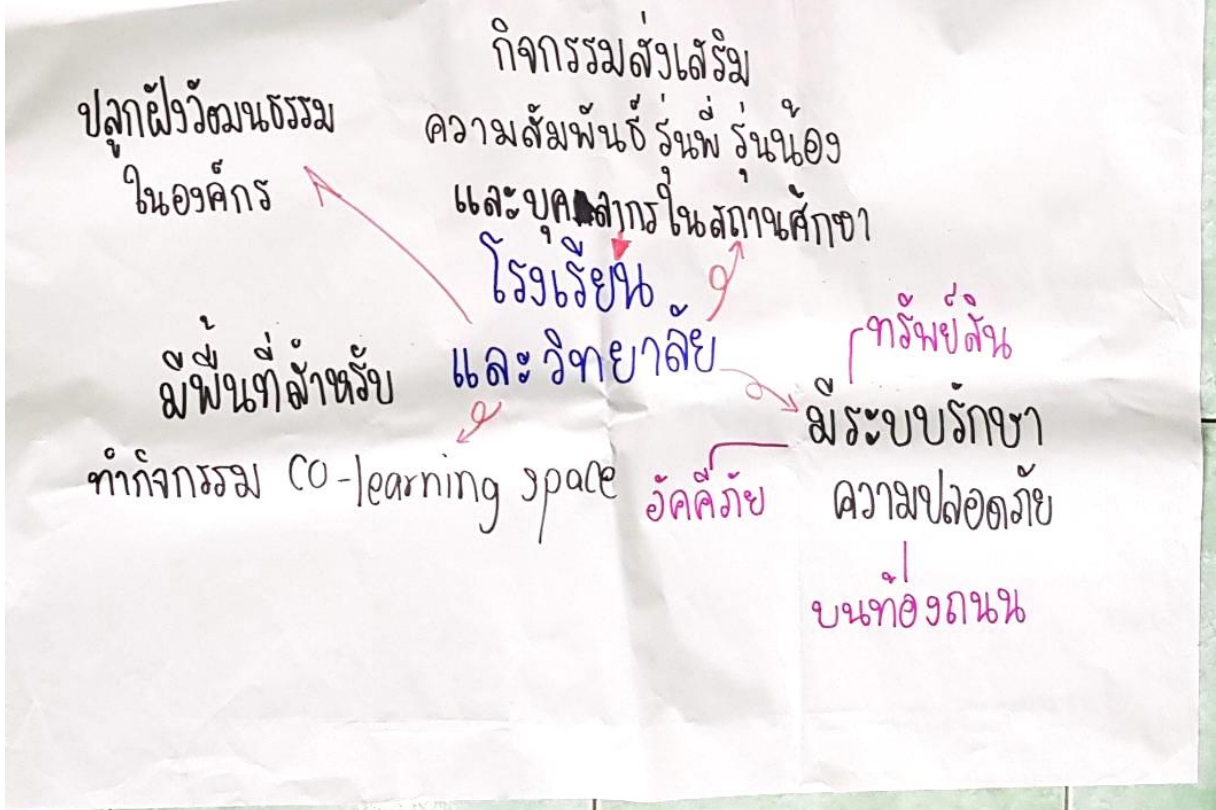 กิจกรรมส่งเสริม
ความสัมพันธ์ รุ่นพี่ รุ่นน้อง
และบุคลากรในสถานศึกษา
ปลูกฝังวัฒนธรรม
ในองค์กร
โรงเรียน
และวิทยาลัย
มีพื้นที่สำหรับ
ทำกิจกรรม co-learning space
ทรัพย์สิน
มีระบบรักษา
ความปลอดภัย
อัคคีภัย
บนท้องถนน